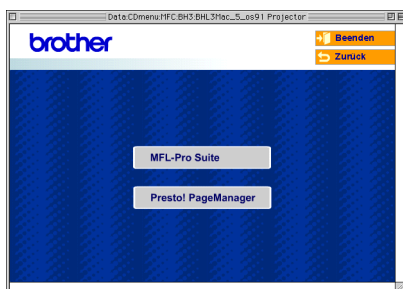 Data:CDmenu:MFC:BH3:BHL3Mac_5_os91 Projector
brother
Beenden
Zurück
MFL-Pro Suite
Presto! PageManager